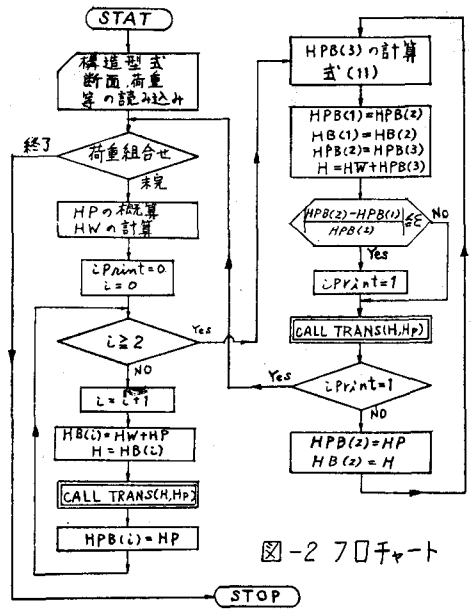 STAT
構造型式
断面,荷重
等の読み込み
終了
荷重組合せ
未完
HPの概算
HWの計算
iPrint=0
i=0
i≧2
Yes
NO
i=i+1
HB(i)=HW+HP
H=HB(i)
CALL TRANS(H,Hp)
HPB(i)=HP
STOP
HPB(3)の計算
式(11)
HPB(1)=HPB(2)
HB(1)=HB(2)
HPB(2)=HPB(3)
H=HW+HPB(3)
HPB(2)-HPB(1)
HPB(2)
≦ε
NO
Yes
iPrint=1
CALL TRANS(H,Hp)
iPrint=1
Yes
NO
HPB(2)=HP
HB(2)=H
図-2 フロチャート